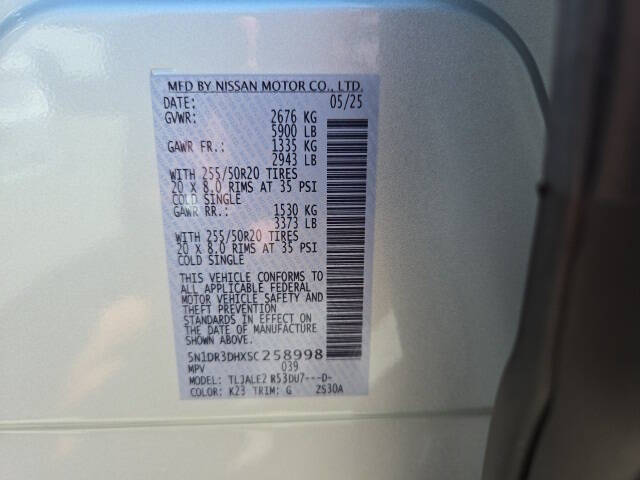 MFD BY NISSAN MOTOR CO., LTD.
DATE: 05/25
GVWR: 2676 KG
5900 LB
GAWR FR.: 1335 KG
2943 LB
WITH 255/50R20 TIRES
20 X 8.0 RIMS AT 35 PSI
COLD SINGLE
GAWR RR.: 1530 KG
3373 LB
WITH 255/50R20 TIRES
20 X 8.0 RIMS AT 35 PSI
COLD SINGLE
THIS VEHICLE CONFORMS TO
ALL APPLICABLE FEDERAL
MOTOR VEHICLE SAFETY AND
THEFT PREVENTION
STANDARDS IN EFFECT ON
THE DATE OF MANUFACTURE
SHOWN ABOVE.
5N1DR3DHXSC258998
MPV 039
MODEL: TLJALE2 R53DU7---D-
COLOR: K23 TRIM: G 2S30A